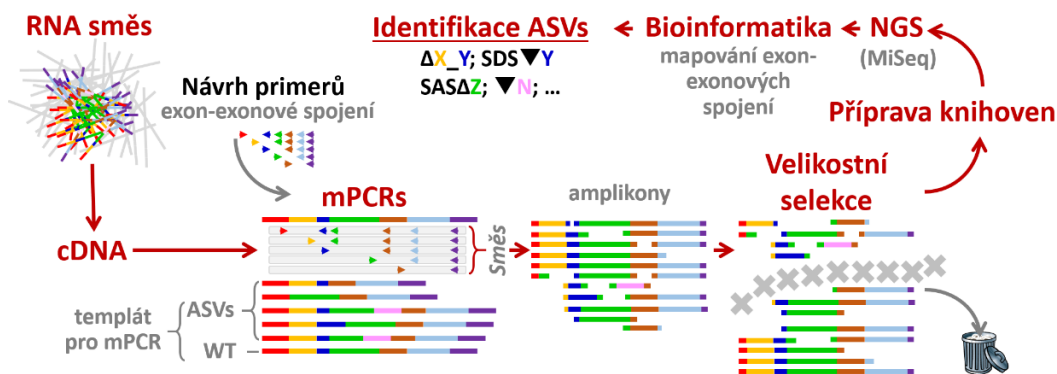 RNA směs
Návrh primerů
exon-exonové spojení
cDNA
mPCRs
Směs
templát
pro mPCR
ASVs
WT
amplikony
Velikostní
selekce
Příprava knihoven
NGS
(MiSeq)
Bioinformatika
mapování exon-
exonových
spojení
Identifikace ASVs
ΔX_Y; SDS▼Y
SASΔZ; ▼N; ...